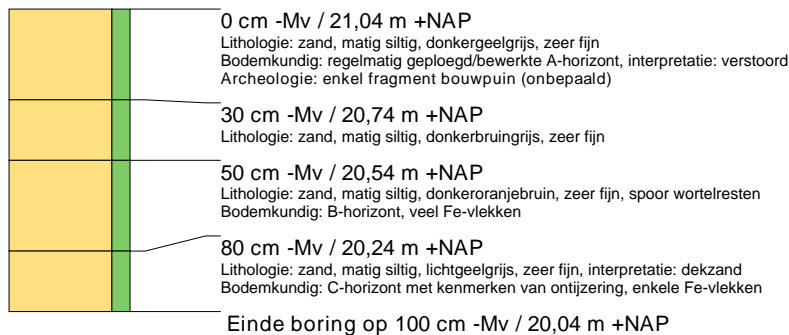 0 cm -Mv / 21,04 m +NAP
Lithologie: zand, matig siltig, donkergeelgrijs, zeer fijn
Bodemkundig: regelmatig geploegd/bewerkte A-horizont, interpretatie: verstoord
Archeologie: enkel fragment bouwpuin (onbepaald)
30 cm -Mv / 20,74 m +NAP
Lithologie: zand, matig siltig, donkerbruingrijs, zeer fijn
50 cm -Mv / 20,54 m +NAP
Lithologie: zand, matig siltig, donkeroranjebruin, zeer fijn, spoor wortelresten
Bodemkundig: B-horizont, veel Fe-vlekken
80 cm -Mv / 20,24 m +NAP
Lithologie: zand, matig siltig, lichtgeelgrijs, zeer fijn, interpretatie: dekzand
Bodemkundig: C-horizont met kenmerken van ontijzering, enkele Fe-vlekken
Einde boring op 100 cm -Mv / 20,04 m +NAP